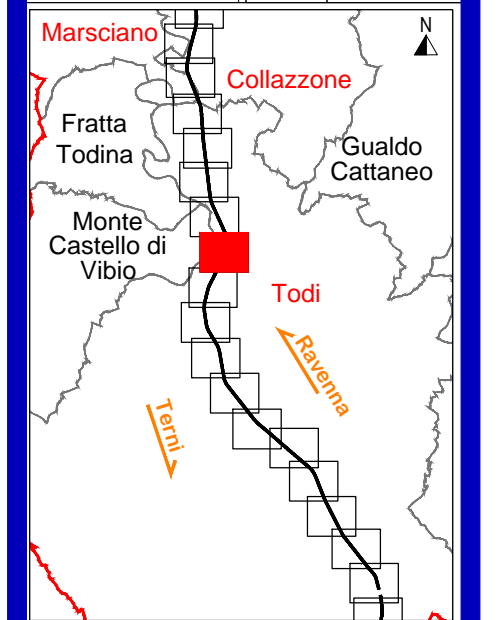 N
Marsciano
Collazzone
Fratta
Todina
Gualdo
Cattaneo
Monte
Castello di
Vibio
Todi
Ravenna
Terni